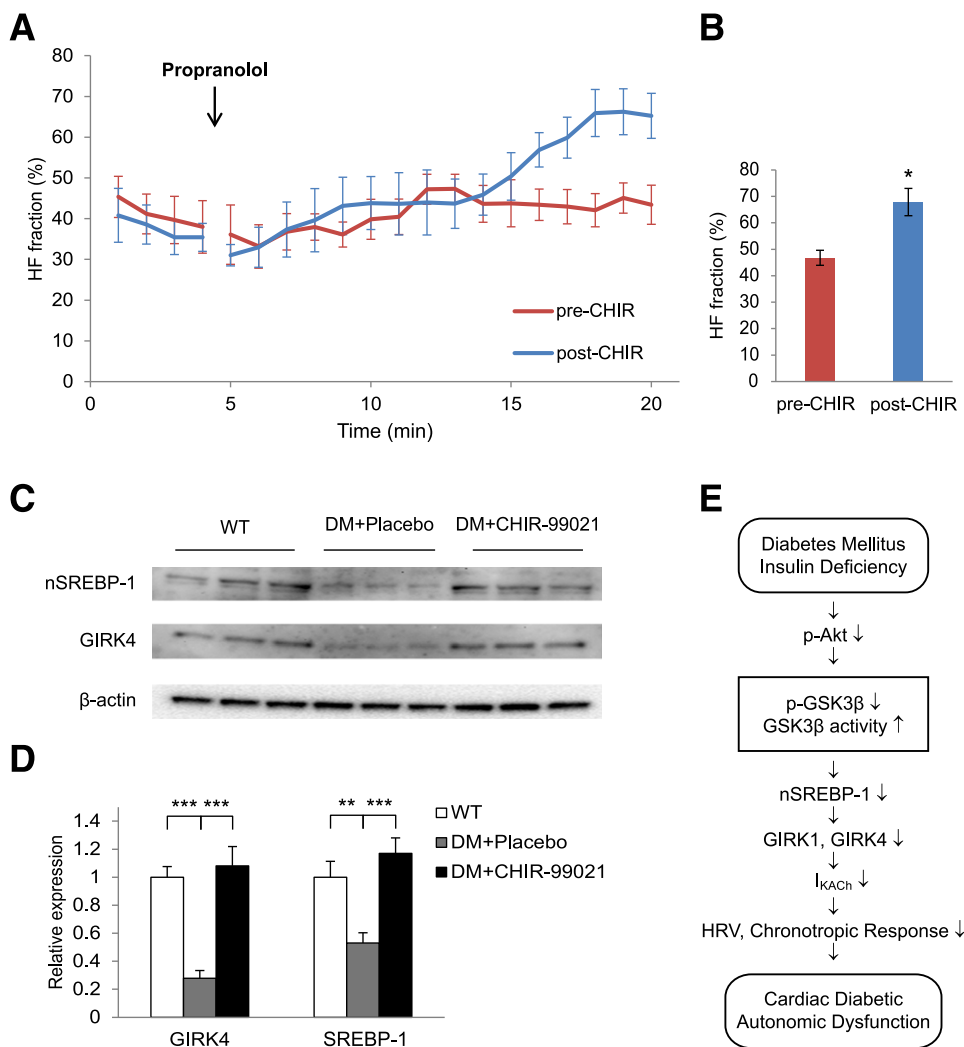 A
80
70
60
50
40
30
20
10
0
HF fraction (%)
Propranolol
pre-CHIR
post-CHIR
0
5
10
15
20
Time (min)
B
80
70
60
50
40
30
20
10
0
HF fraction (%)
*
pre-CHIR
post-CHIR
C
WT
DM+Placebo
DM+CHIR-99021
nSREBP-1
GIRK4
β-actin
D
1.4
1.2
1
0.8
0.6
0.4
0.2
0
Relative expression
*** ***
** ***
WT
DM+Placebo
DM+CHIR-99021
GIRK4
SREBP-1
E
Diabetes Mellitus
Insulin Deficiency
↓
p-Akt ↓
↓
p-GSK3β ↓
GSK3β activity ↑
↓
nSREBP-1 ↓
↓
GIRK1, GIRK4 ↓
↓
IKACh ↓
↓
HRV, Chronotropic Response ↓
↓
Cardiac Diabetic
Autonomic Dysfunction